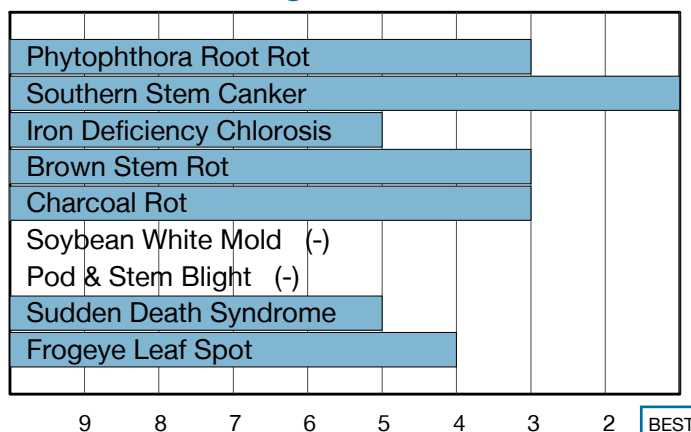 Phytophthora Root Rot
Southern Stem Canker
Iron Deficiency Chlorosis
Brown Stem Rot
Charcoal Rot
Soybean White Mold (-)
Pod & Stem Blight (-)
Sudden Death Syndrome
Frogeye Leaf Spot
9 8 7 6 5 4 3 2 BEST